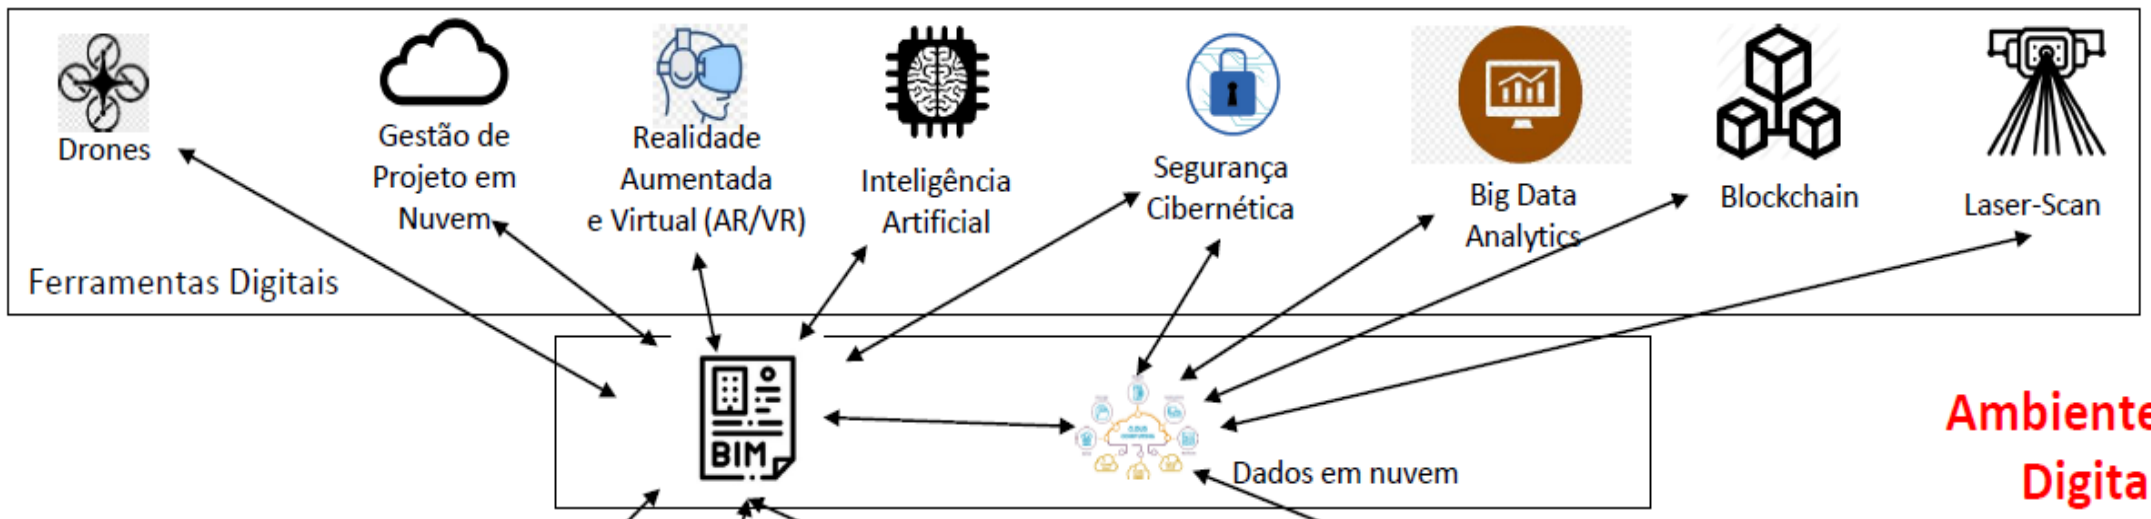 Drones
Gestão de
Projeto em
Nuvem
Realidade
Aumentada
e Virtual (AR/VR)
Inteligência
Artificial
Segurança
Cibernética
Big Data
Analytics
Blockchain
Laser-Scan
Ferramentas Digitais
BIM
CLOUD
Dados em nuvem
Ambiente
Digita